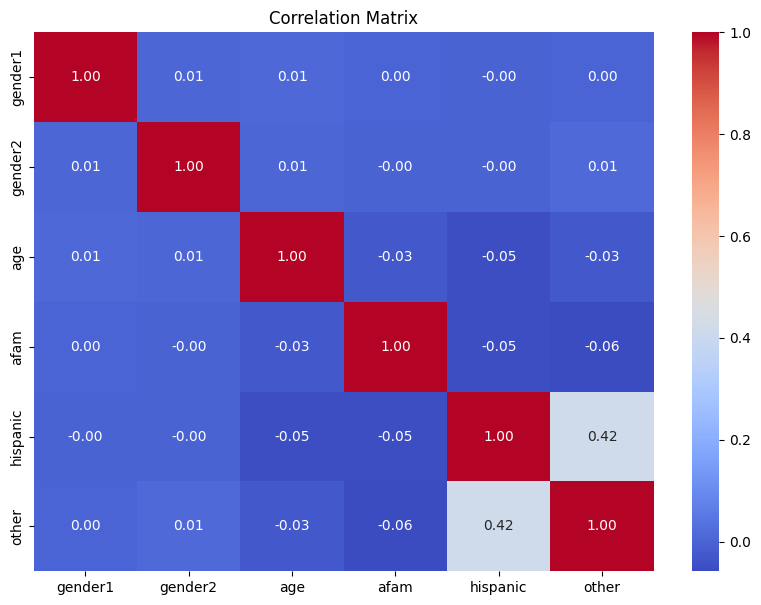 Correlation Matrix
gender1 1.00 0.01 0.01 0.00 -0.00 0.00
gender2 0.01 1.00 0.01 -0.00 -0.00 0.01
age 0.01 0.01 1.00 -0.03 -0.05 -0.03
afam 0.00 -0.00 -0.03 1.00 -0.05 -0.06
hispanic -0.00 -0.00 -0.05 -0.05 1.00 0.42
other 0.00 0.01 -0.03 -0.06 0.42 1.00
gender1 gender2 age afam hispanic other
1.0
0.8
0.6
0.4
0.2
0.0